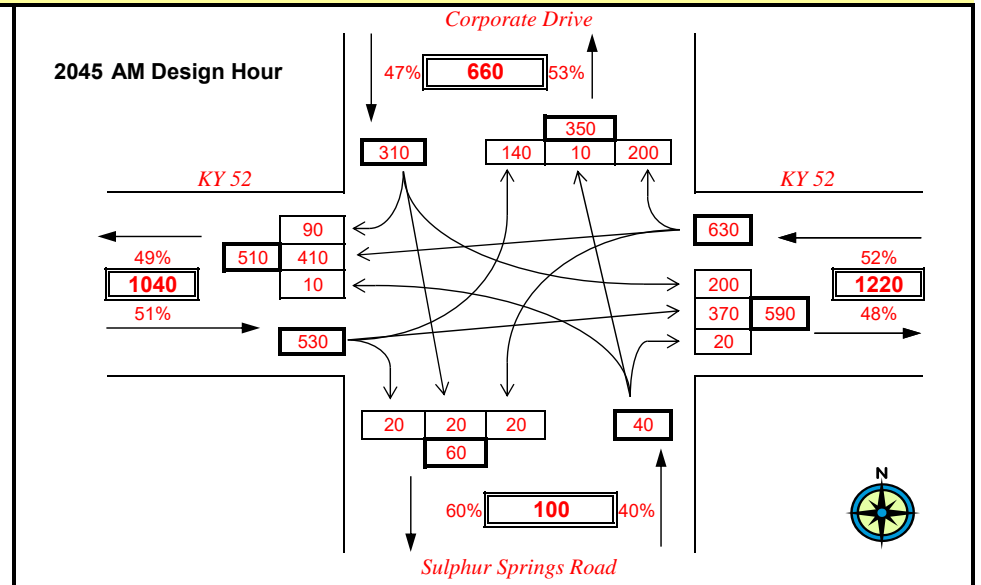 Corporate Drive
2045 AM Design Hour
47% 660 53%
350
310 140 10 200
KY 52 KY 52
90 630
49% 510 410 52%
1040 10 200 1220
51% 370 590 48%
530 20
20 20 20 40
60
N
60% 100 40%
Sulphur Springs Road